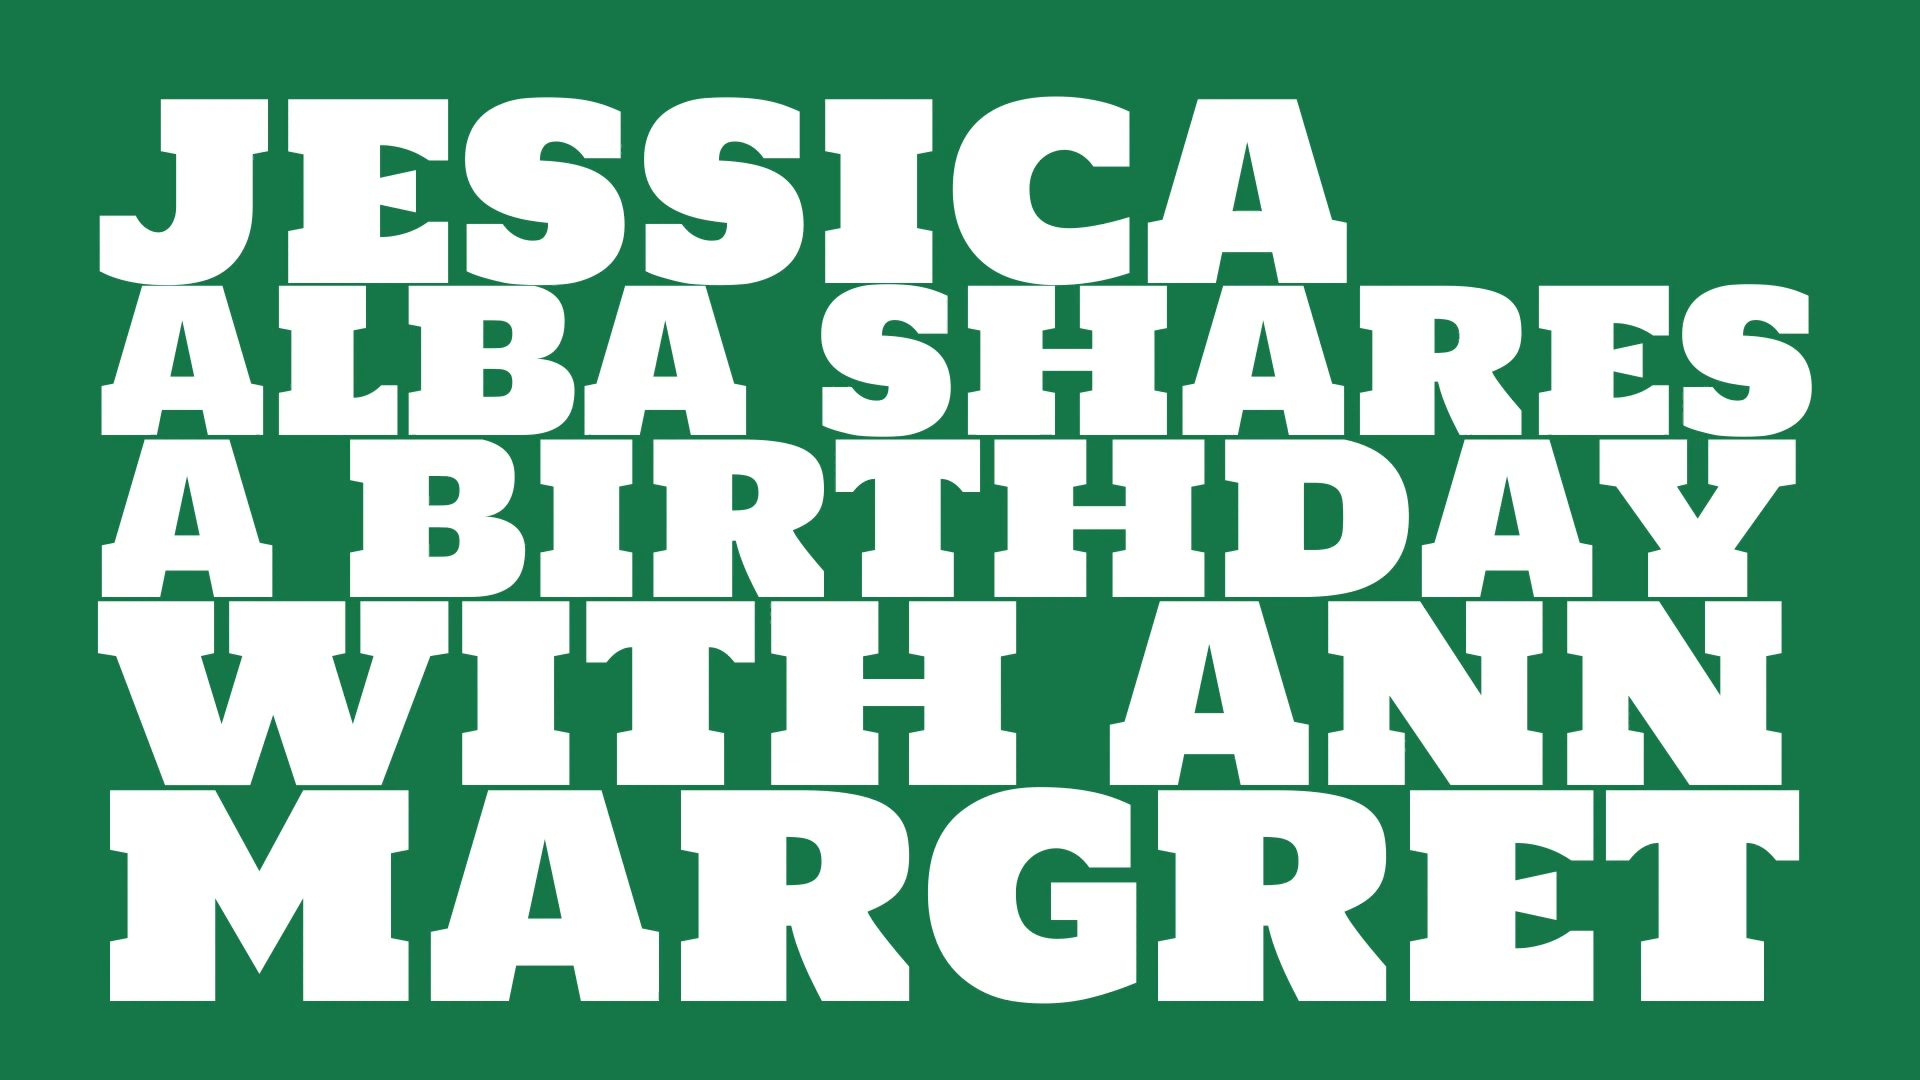 JESSICA
ALBA SHARES
A BIRTHDAY
WITH ANN
MARGRET